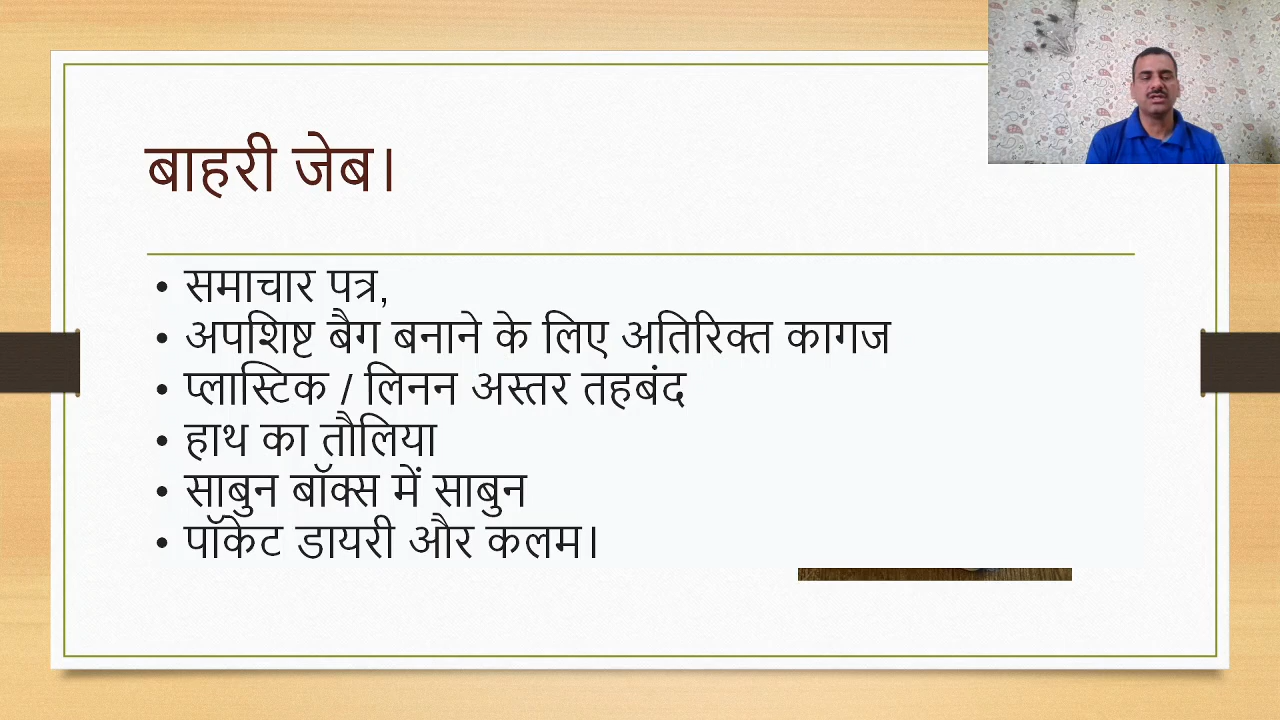 बाहरी जेब।
• समाचार पत्र,
• अपशिष्ट बैग बनाने के लिए अतिरिक्त कागज
• प्लास्टिक / लिनन अस्तर तहबंद
• हाथ का तौलिया
• साबुन बॉक्स में साबुन
• पॉकेट डायरी और कलम।